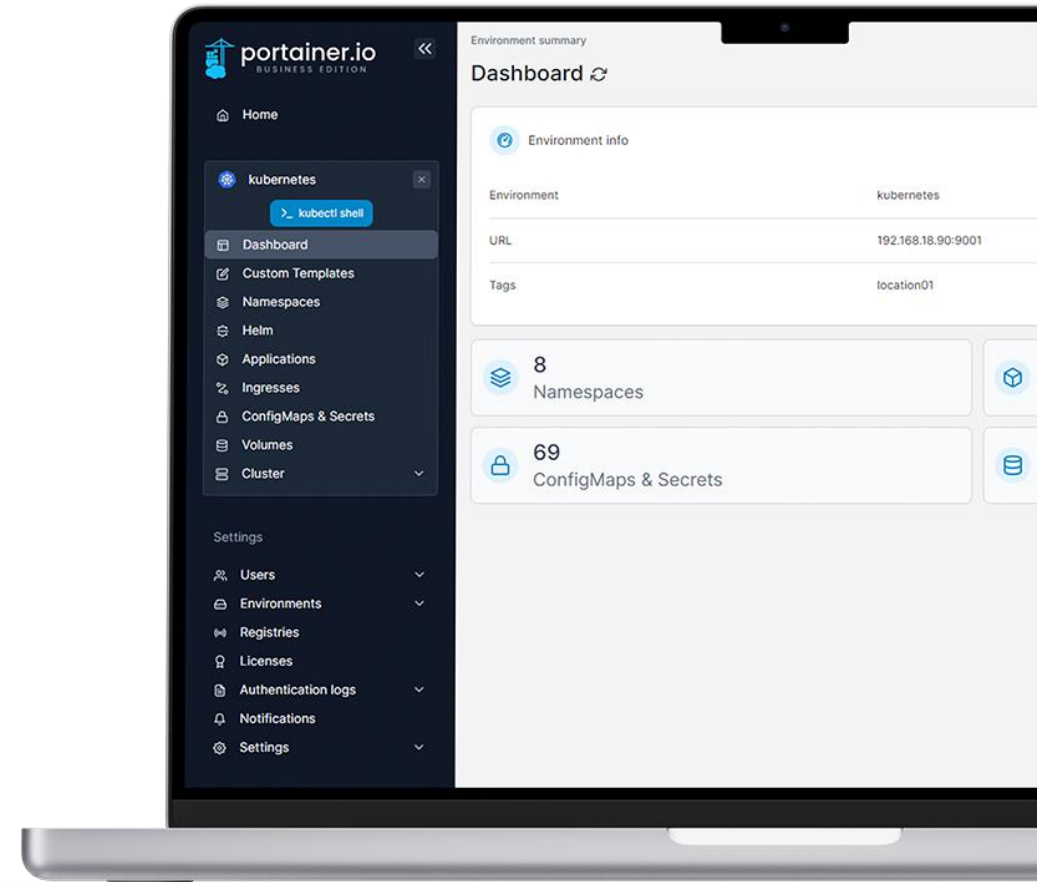 portainer.io
BUSINESS EDITION
Home
kubernetes
>_ kubectl shell
Dashboard
Custom Templates
Namespaces
Helm
Applications
Ingresses
ConfigMaps & Secrets
Volumes
Cluster
Settings
Users
Environments
Registries
Licenses
Authentication logs
Notifications
Settings
Environment summary
Dashboard
Environment info
Environment kubernetes
URL 192.168.18.90:9001
Tags location01
8
Namespaces
69
ConfigMaps & Secrets